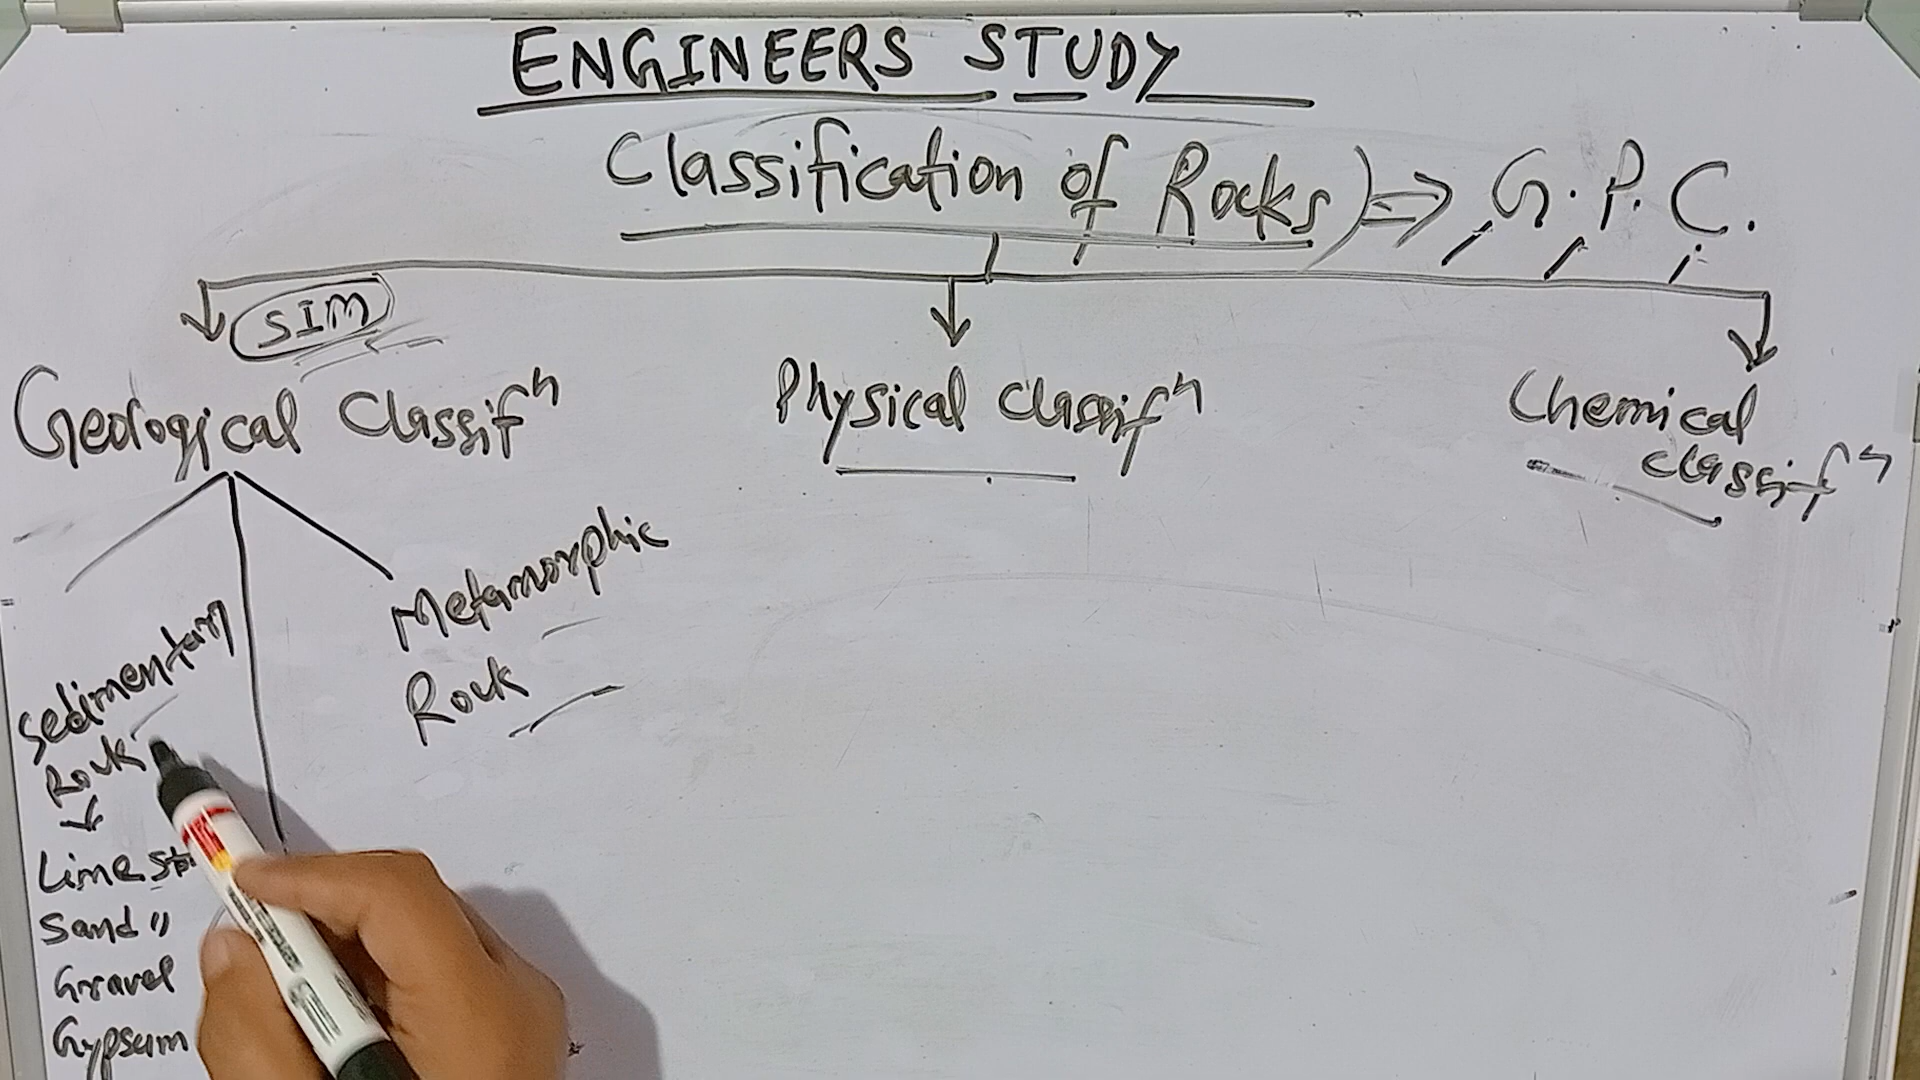 ENGINEERS STUDY
Classification of Rocks) ⇒ G. P. C.
SIM
Geological Classifⁿ
Physical Classifⁿ
Chemical
Classifⁿ
Sedimentary
Rock
Metamorphic
Rock
Lime
Sand "
Gravel
Gypsum